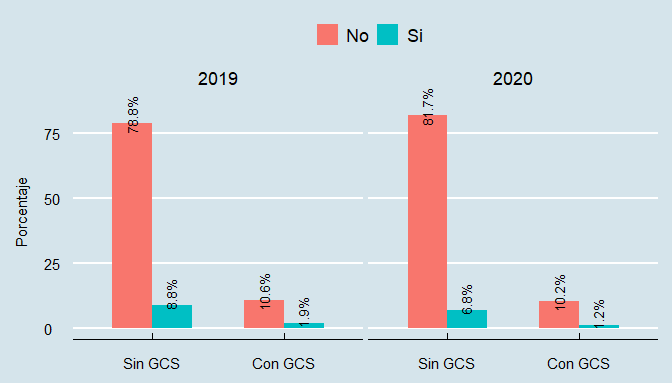 No Si
2019 2020
Porcentaje
75
50
25
0
78.8% 8.8% 10.6% 1.9%
81.7% 6.8% 10.2% 1.2%
Sin GCS Con GCS Sin GCS Con GCS